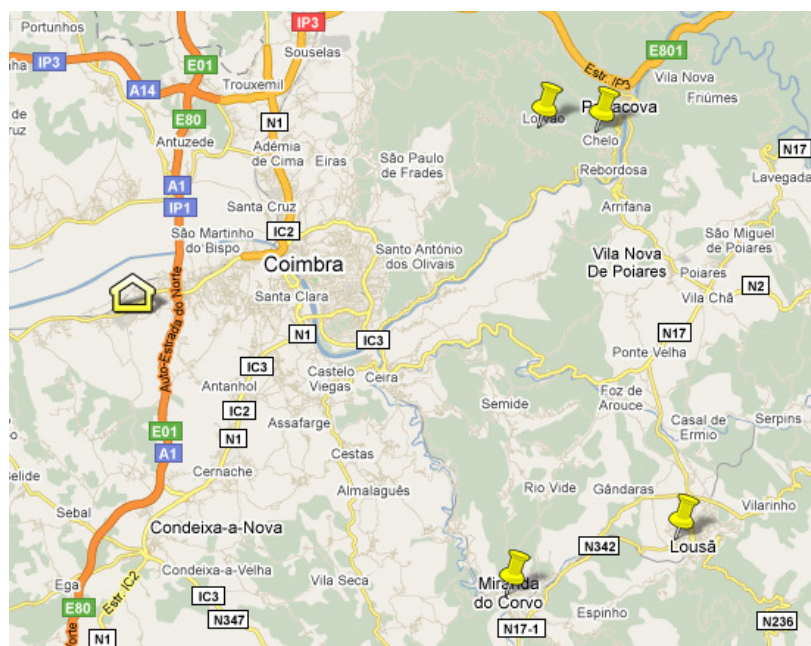 Portunhos
IP3
E01
IP3
Souselas
E801
A14
Trouxemil
Estr. IP3
Vila Nova
Friúmes
E80
N1
Antuzede
Adémia
de Cima
Eiras
Chelo
N17
São Paulo
de Frades
Rebordosa
Lavegada
A1
IP1
Santa Cruz
Arrifana
São Martinho
do Bispo
IC2
Santo António
dos Olivais
São Miguel
de Poiares
Coimbra
Vila Nova
De Poiares
Poiares
N2
Vila Chã
Santa Clara
Auto-Estrada do Norte
N1
IC3
N17
Ponte Velha
IC3
Castelo
Viegas
Ceira
Antanhol
Foz de
Arouce
IC2
Semide
Casal de
Ermio
Serpins
Assafarge
E01
N1
A1
Cestas
Cernache
Rio Vide
Gândaras
Vilarinho
Almalaguês
Sebal
Condeixa-a-Nova
N342
Lousã
Ega
Condeixa-a-Velha
Vila Seca
Miranda
do Corvo
Estr. IC2
IC3
Espinho
E80
N347
N17-1
N236
N1